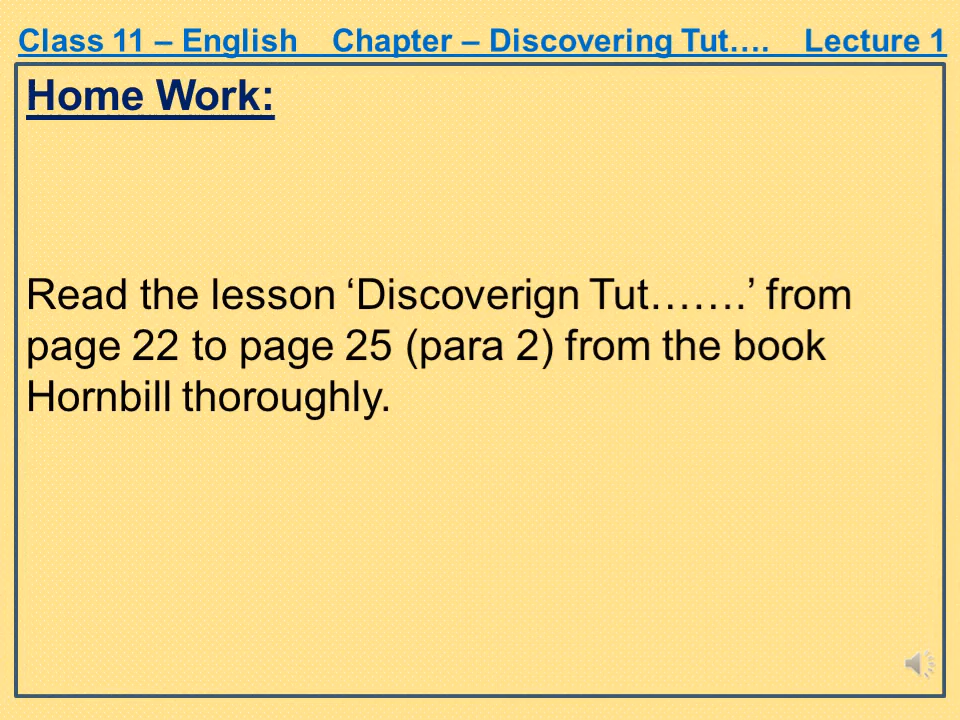 Class 11 – English    Chapter – Discovering Tut….    Lecture 1
Home Work:
Read the lesson ‘Discoverign Tut…….’ from
page 22 to page 25 (para 2) from the book
Hornbill thoroughly.